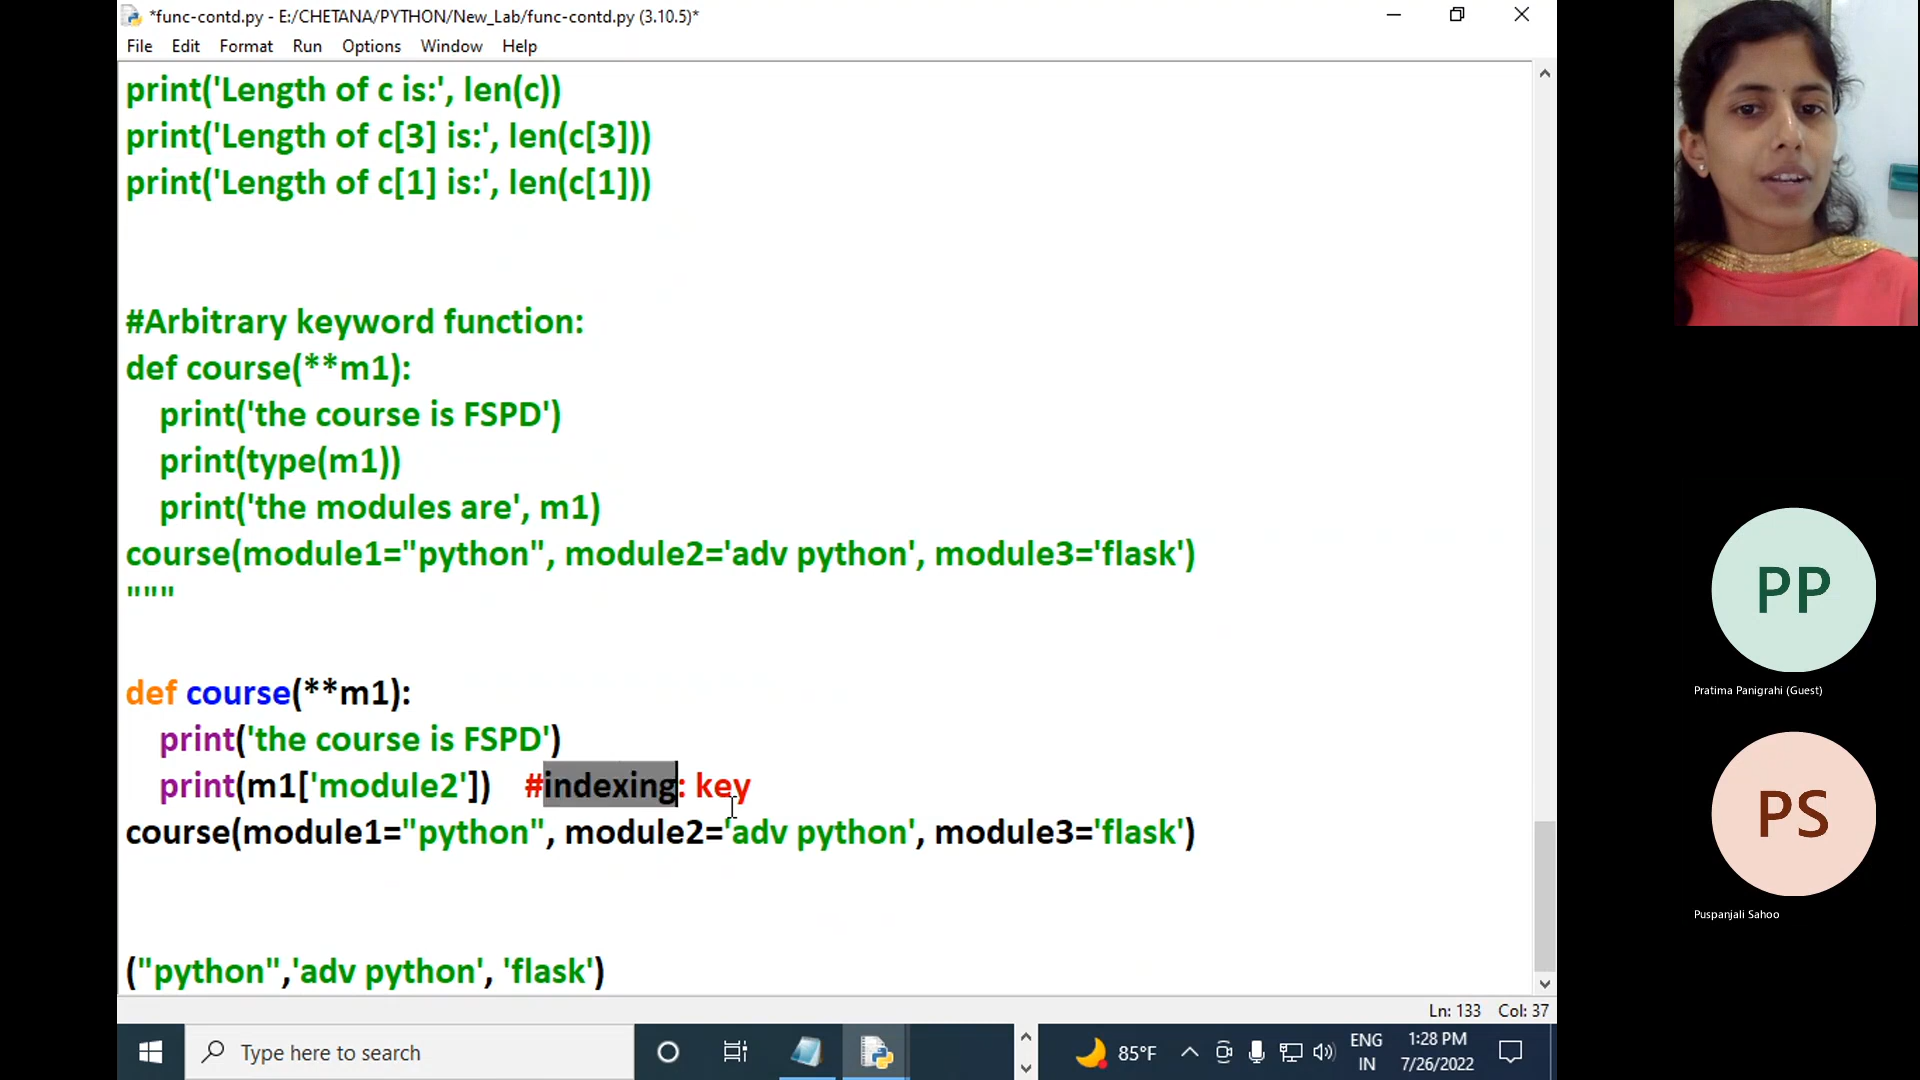 *func-contd.py - E:/CHETANA/PYTHON/New_Lab/func-contd.py (3.10.5)*
File Edit Format Run Options Window Help
print('Length of c is:', len(c))
print('Length of c[3] is:', len(c[3]))
print('Length of c[1] is:', len(c[1]))
#Arbitrary keyword function:
def course(**m1):
    print('the course is FSPD')
    print(type(m1))
    print('the modules are', m1)
course(module1="python", module2='adv python', module3='flask')
"""
def course(**m1):
    print('the course is FSPD')
    print(m1['module2'])    #indexing: key
course(module1="python", module2='adv python', module3='flask')
("python",'adv python', 'flask')
Ln: 133 Col: 37
Type here to search
85°F
ENG
IN
1:28 PM
7/26/2022
PP
Pratima Panigrahi (Guest)
PS
Puspanjali Sahoo